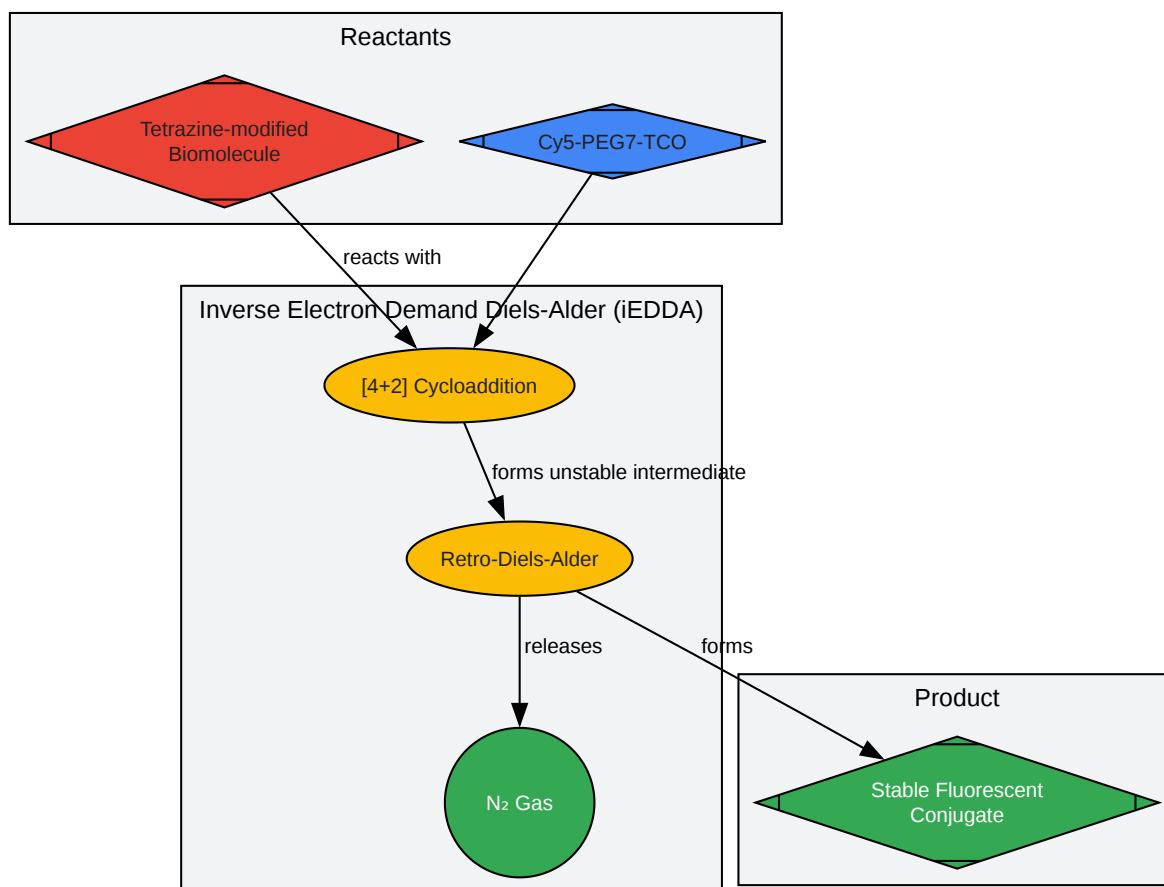 Reactants
Tetrazine-modified
Biomolecule
Cy5-PEG7-TCO
reacts with
Inverse Electron Demand Diels-Alder (iEDDA)
[4+2] Cycloaddition
forms unstable intermediate
Retro-Diels-Alder
releases
forms
Product
N₂ Gas
Stable Fluorescent
Conjugate